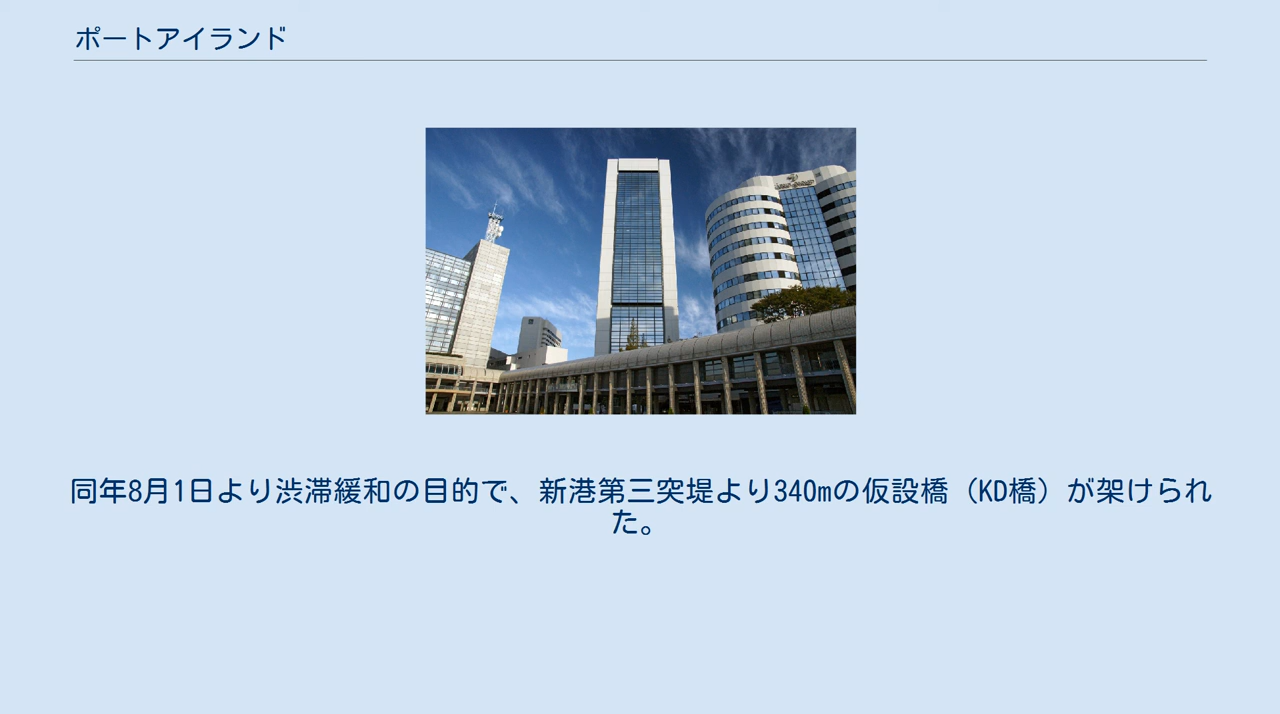 ポートアイランド
同年8月1日より渋滞緩和の目的で、新港第三突堤より340mの仮設橋（KD橋）が架けられ
た。